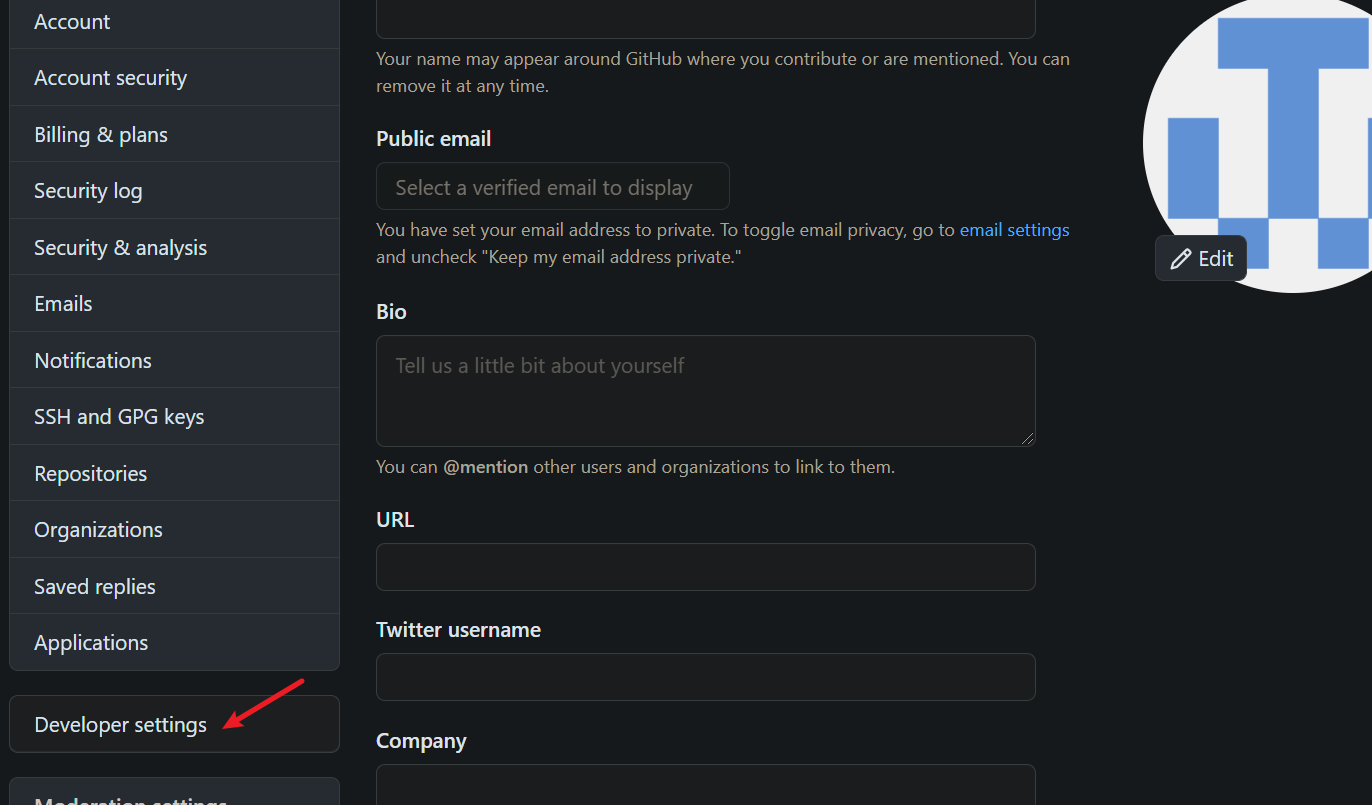 Account
Account security
Billing & plans
Security log
Security & analysis
Emails
Notifications
SSH and GPG keys
Repositories
Organizations
Saved replies
Applications
Developer settings
Moderation settings
Your name may appear around GitHub where you contribute or are mentioned. You can
remove it at any time.
Public email
Select a verified email to display
You have set your email address to private. To toggle email privacy, go to email settings
and uncheck "Keep my email address private."
Bio
Tell us a little bit about yourself
You can @mention other users and organizations to link to them.
URL
Twitter username
Company
Edit